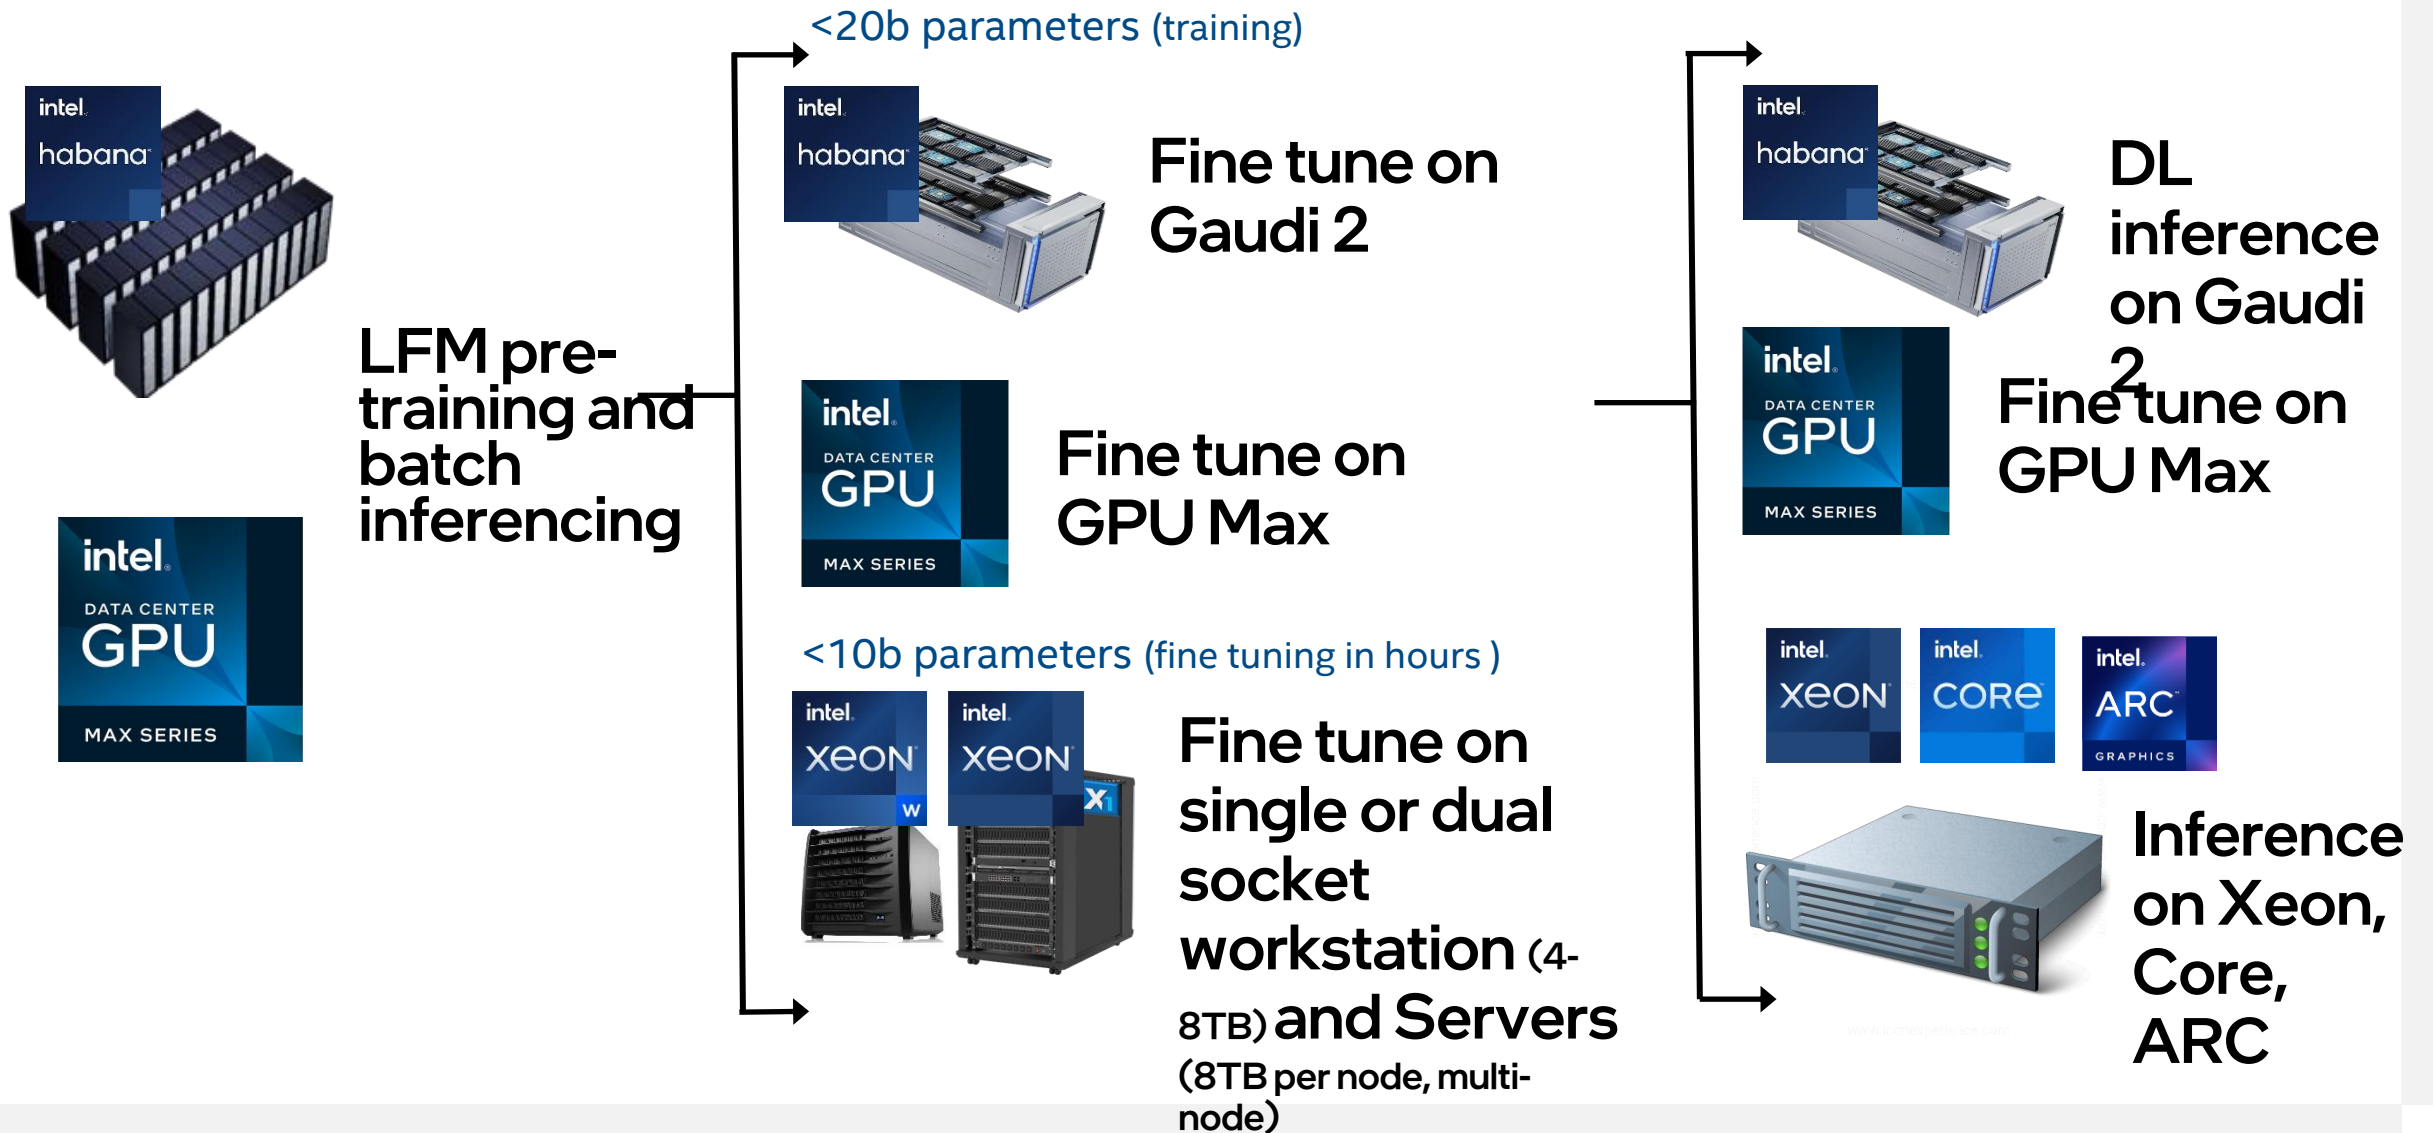 <20b parameters (training)
intel.
habana
LFM pre-
training and
batch
inferencing
intel.
DATA CENTER
GPU
MAX SERIES
intel.
habana
Fine tune on
Gaudi 2
intel.
DATA CENTER
GPU
MAX SERIES
Fine tune on
GPU Max
<10b parameters (fine tuning in hours )
intel.
xeon
W
intel.
xeon
X1
Fine tune on
single or dual
socket
workstation (4-
8TB) and Servers
(8TB per node, multi-
node)
intel.
habana
DL
inference
on Gaudi
2
intel.
DATA CENTER
GPU
MAX SERIES
Fine tune on
GPU Max
intel.
xeon
intel.
CORe
intel.
ARC
GRAPHICS
Inference
on Xeon,
Core,
ARC